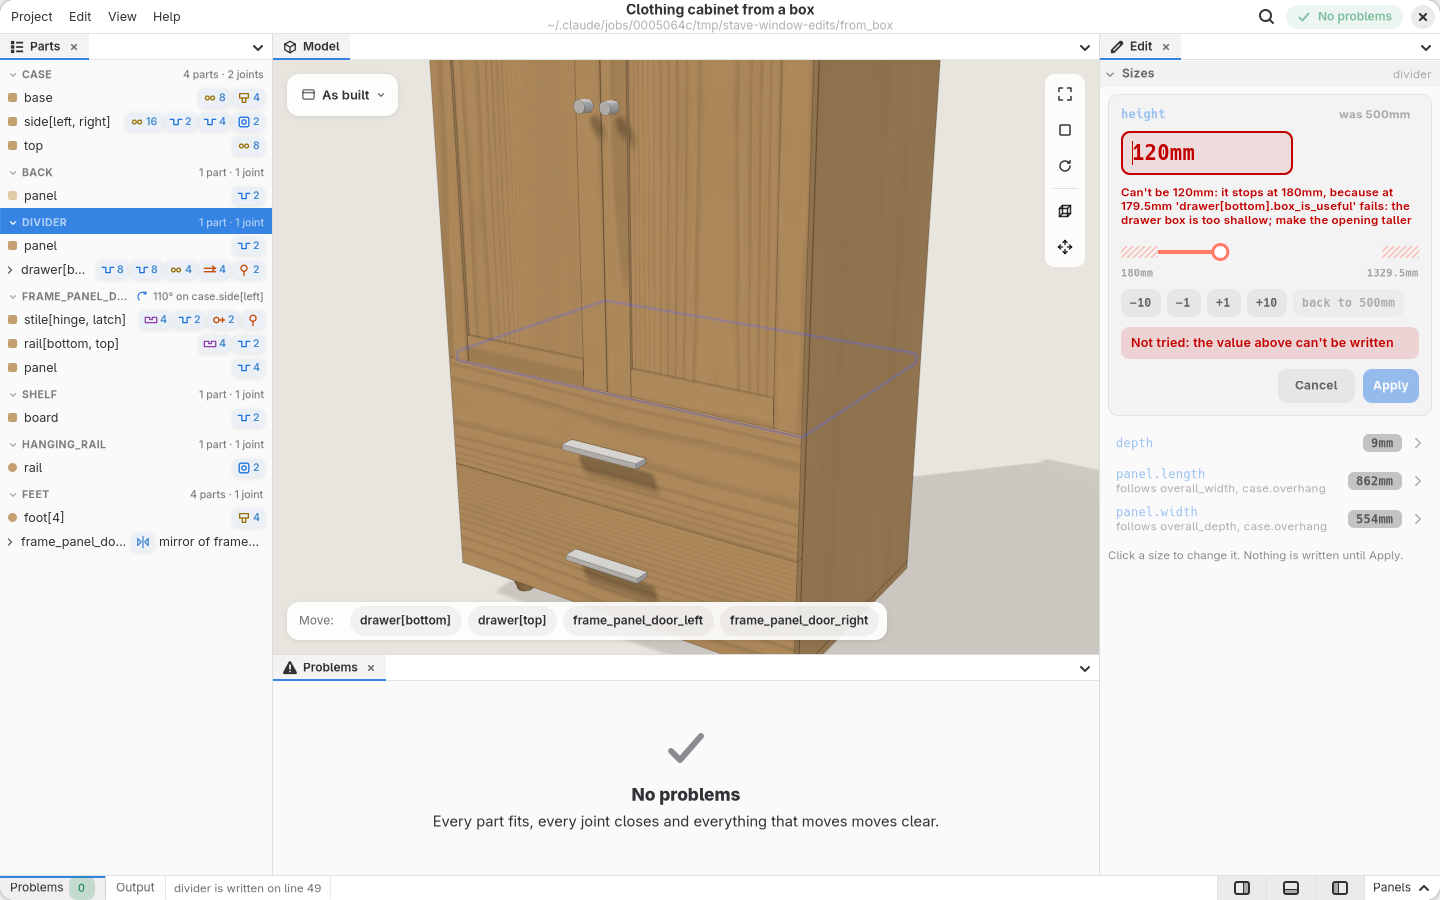 Project Edit View Help
Clothing cabinet from a box
~/.claude/jobs/0005064c/tmp/stave-window-edits/from_box
No problems
Parts
CASE 4 parts · 2 joints
base 8 4
side[left, right] 16 2 4 2
top 8
BACK 1 part · 1 joint
panel 2
DIVIDER 1 part · 1 joint
panel 2
drawer[b... 8 8 4 4 2
FRAME_PANEL_D... 110° on case.side[left]
stile[hinge, latch] 4 2 2
rail[bottom, top] 4 2
panel 4
SHELF 1 part · 1 joint
board 2
HANGING_RAIL 1 part · 1 joint
rail 2
FEET 4 parts · 1 joint
foot[4] 4
frame_panel_do... mirror of frame...
Model
As built
Move: drawer[bottom] drawer[top] frame_panel_door_left frame_panel_door_right
Problems
No problems
Every part fits, every joint closes and everything that moves moves clear.
Edit
Sizes divider
height was 500mm
120mm
Can't be 120mm: it stops at 180mm, because at
179.5mm 'drawer[bottom].box_is_useful' fails: the
drawer box is too shallow; make the opening taller
180mm 1329.5mm
−10 −1 +1 +10 back to 500mm
Not tried: the value above can't be written
Cancel Apply
depth 9mm
panel.length 862mm
follows overall_width, case.overhang
panel.width 554mm
follows overall_depth, case.overhang
Click a size to change it. Nothing is written until Apply.
Problems 0 Output divider is written on line 49 Panels